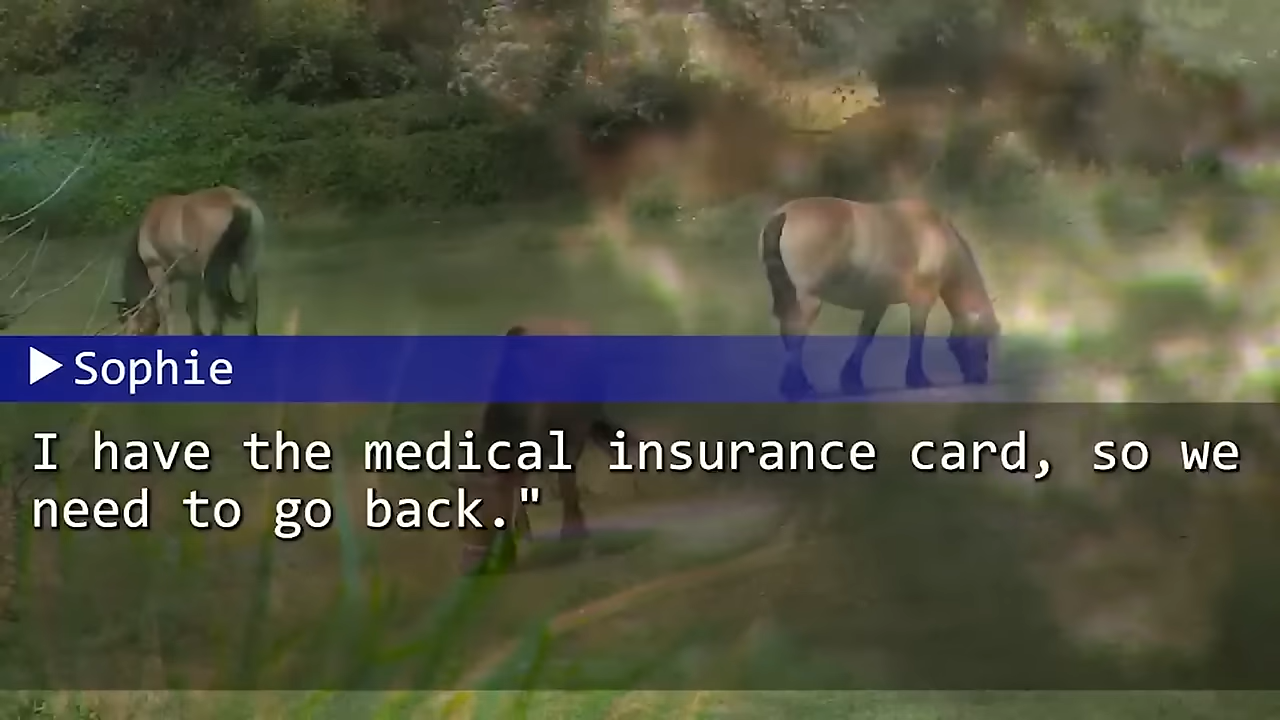 ▶Sophie
I have the medical insurance card, so we
need to go back."